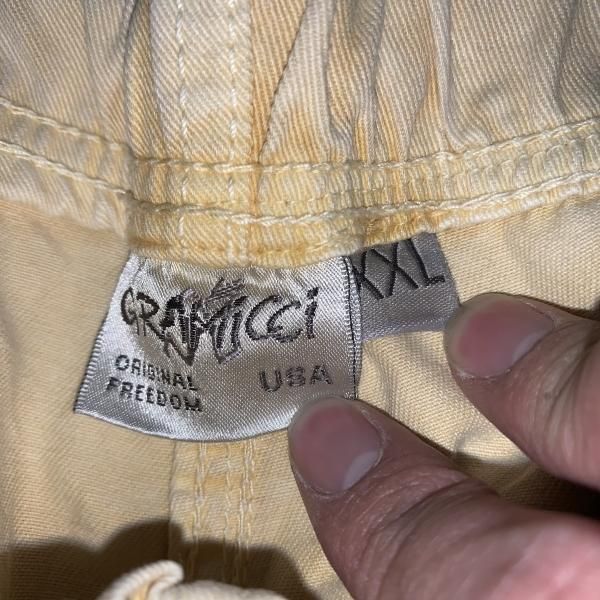 GRAMICCi
ORIGINAL
FREEDOM
USA
XXL